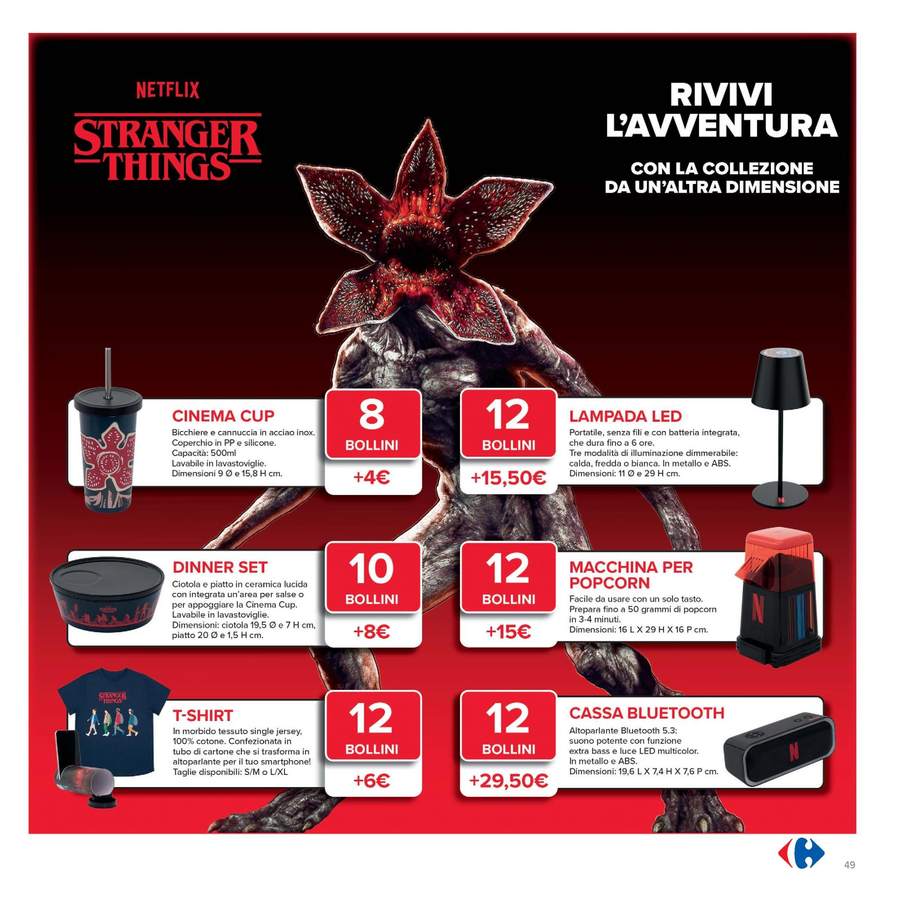 NETFLIX
STRANGER
THINGS
RIVIVI
L'AVVENTURA
CON LA COLLEZIONE
DA UN'ALTRA DIMENSIONE
CINEMA CUP
Bicchiere e cannuccia in acciao inox.
Coperchio in PP e silicone.
Capacità: 500ml
Lavabile in lavastoviglie.
Dimensioni 9 Ø e 15,8 H cm.
8
BOLLINI
+4€
12
BOLLINI
+15,50€
LAMPADA LED
Portatile, senza fili e con batteria integrata,
che dura fino a 6 ore.
Tre modalità di illuminazione dimmerabile:
calda, fredda o bianca. In metallo e ABS.
Dimensioni: 11 Ø e 29 H cm.
N
DINNER SET
Ciotola e piatto in ceramica lucida
con integrata un'area per salse o
per appoggiare la Cinema Cup.
Lavabile in lavastoviglie.
Dimensioni: ciotola 19,5 Ø e 7 H cm,
piatto 20 Ø e 1,5 H cm.
10
BOLLINI
+8€
12
BOLLINI
+15€
MACCHINA PER
POPCORN
Facile da usare con un solo tasto.
Prepara fino a 50 grammi di popcorn
in 3-4 minuti.
Dimensioni: 16 L X 29 H X 16 P cm.
N
STRANGER
THINGS
T-SHIRT
In morbido tessuto single jersey,
100% cotone. Confezionata in
tubo di cartone che si trasforma in
altoparlante per il tuo smartphone!
Taglie disponibili: S/M o L/XL
12
BOLLINI
+6€
12
BOLLINI
+29,50€
CASSA BLUETOOTH
Altoparlante Bluetooth 5.3:
suono potente con funzione
extra bass e luce LED multicolor.
In metallo e ABS.
Dimensioni: 19,6 L X 7,4 H X 7,6 P cm.
N
49